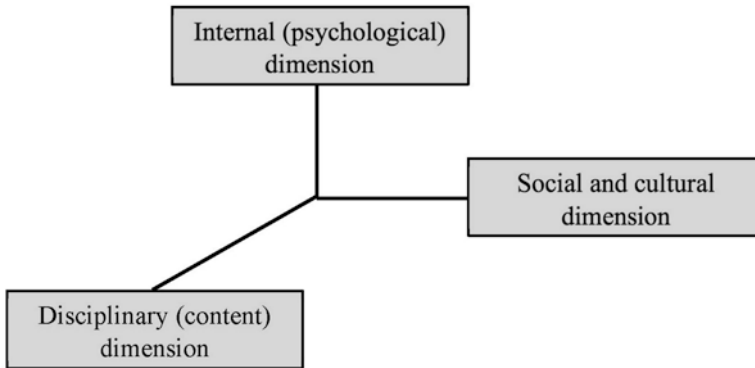 Internal (psychological)
dimension
Social and cultural
dimension
Disciplinary (content)
dimension